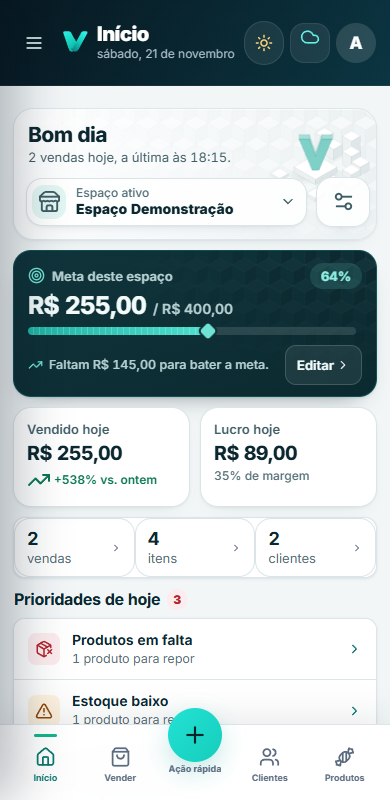 Início
sábado, 21 de novembro
A
Bom dia
2 vendas hoje, a última às 18:15.
Espaço ativo
Espaço Demonstração
Meta deste espaço
64%
R$ 255,00 / R$ 400,00
Faltam R$ 145,00 para bater a meta.
Editar
Vendido hoje
R$ 255,00
+538% vs. ontem
Lucro hoje
R$ 89,00
35% de margem
2
vendas
4
itens
2
clientes
Prioridades de hoje 3
Produtos em falta
1 produto para repor
Estoque baixo
1 produto para re
Início
Vender
Ação rápida
Clientes
Produtos